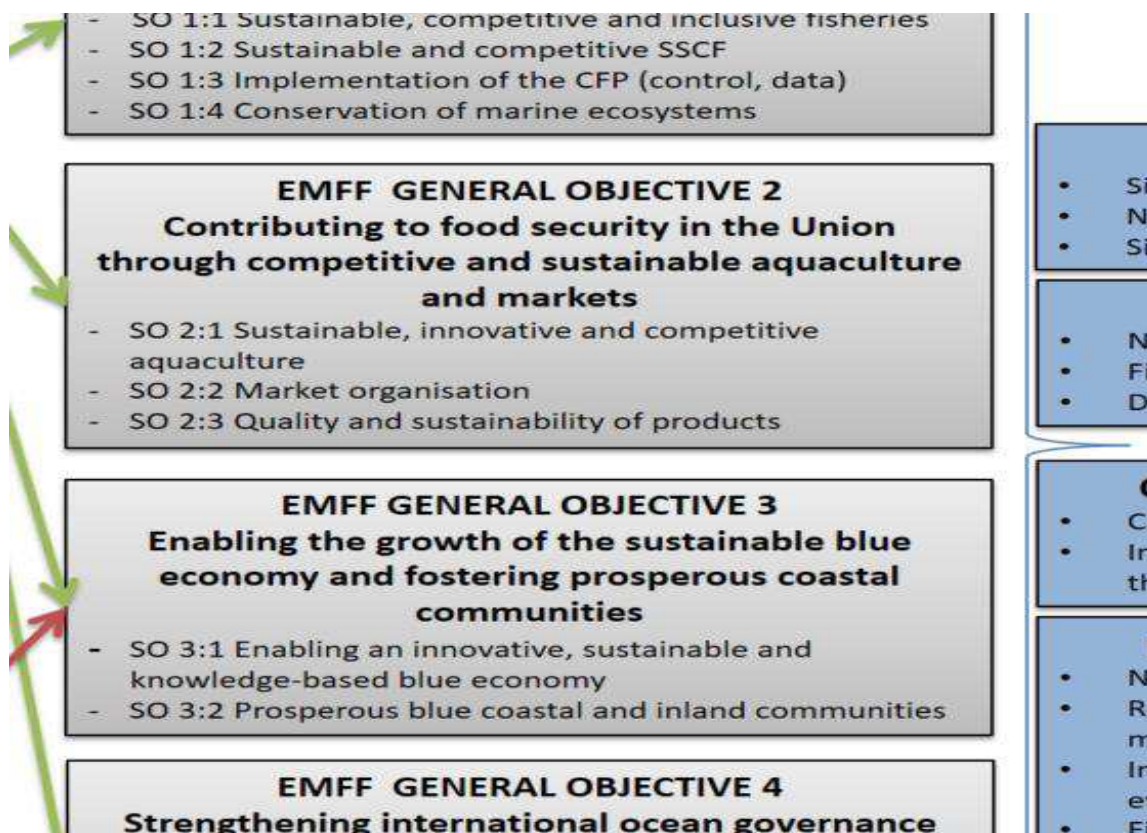 - SO 1:1 Sustainable, competitive and inclusive fisheries
- SO 1:2 Sustainable and competitive SSCF
- SO 1:3 Implementation of the CFP (control, data)
- SO 1:4 Conservation of marine ecosystems
EMFF GENERAL OBJECTIVE 2
Contributing to food security in the Union
through competitive and sustainable aquaculture
and markets
- SO 2:1 Sustainable, innovative and competitive
aquaculture
- SO 2:2 Market organisation
- SO 2:3 Quality and sustainability of products
EMFF GENERAL OBJECTIVE 3
Enabling the growth of the sustainable blue
economy and fostering prosperous coastal
communities
- SO 3:1 Enabling an innovative, sustainable and
knowledge-based blue economy
- SO 3:2 Prosperous blue coastal and inland communities
EMFF GENERAL OBJECTIVE 4
Strengthening international ocean governance